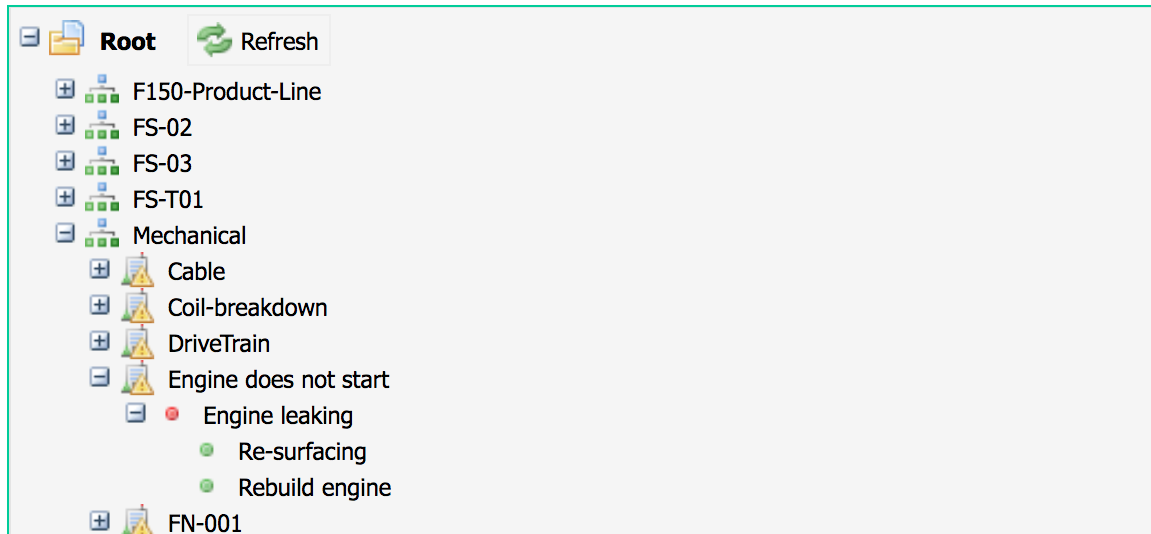 Root Refresh
F150-Product-Line
FS-02
FS-03
FS-T01
Mechanical
Cable
Coil-breakdown
DriveTrain
Engine does not start
Engine leaking
Re-surfacing
Rebuild engine
FN-001